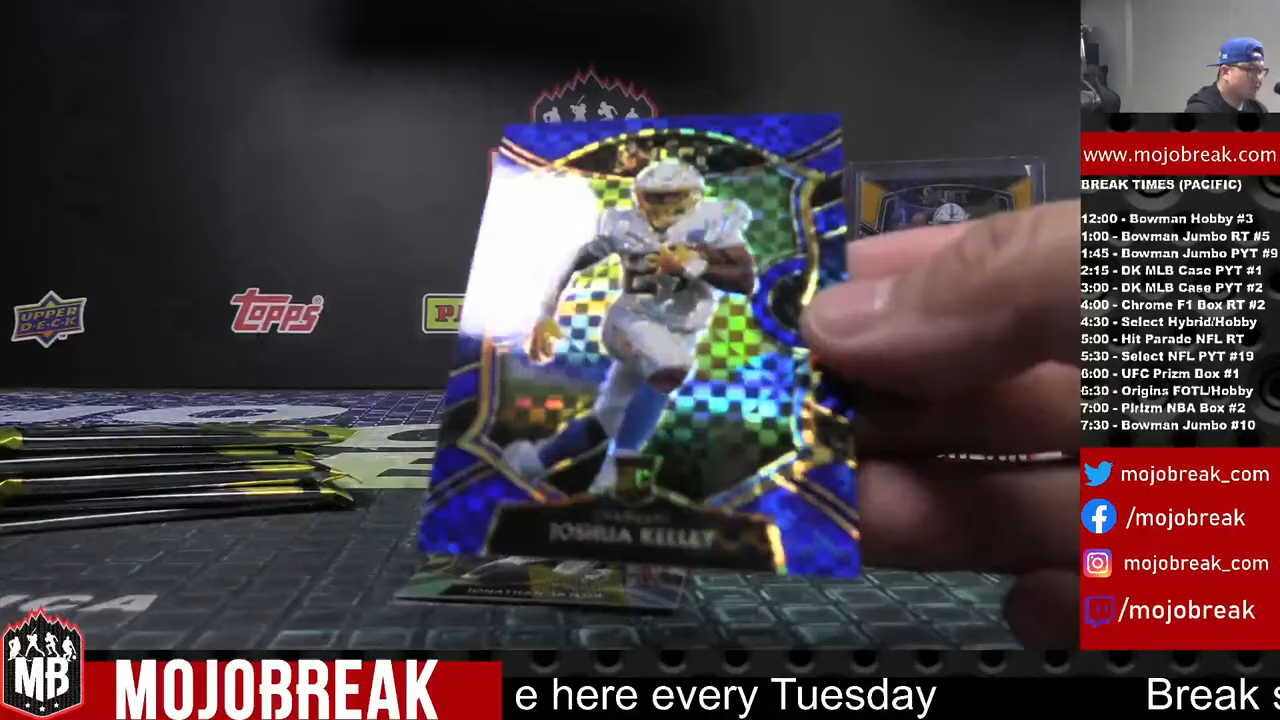 www.mojobreak.com
BREAK TIMES (PACIFIC)
12:00 - Bowman Hobby #3
1:00 - Bowman Jumbo RT #5
1:45 - Bowman Jumbo PYT #9
2:15 - DK MLB Case PYT #1
3:00 - DK MLB Case PYT #2
4:00 - Chrome F1 Box RT #2
4:30 - Select Hybrid/Hobby
5:00 - Hit Parade NFL RT
5:30 - Select NFL PYT #19
6:00 - UFC Prizm Box #1
6:30 - Origins FOTL/Hobby
7:00 - Pirizm NBA Box #2
7:30 - Bowman Jumbo #10
mojobreak_com
/mojobreak
mojobreak_com
/mojobreak
UPPER
DECK
TOPPS
SELECT
RC
JOSHUA KELLEY
JONATHAN
MB
MOJOBREAK
e here every Tuesday
Break s